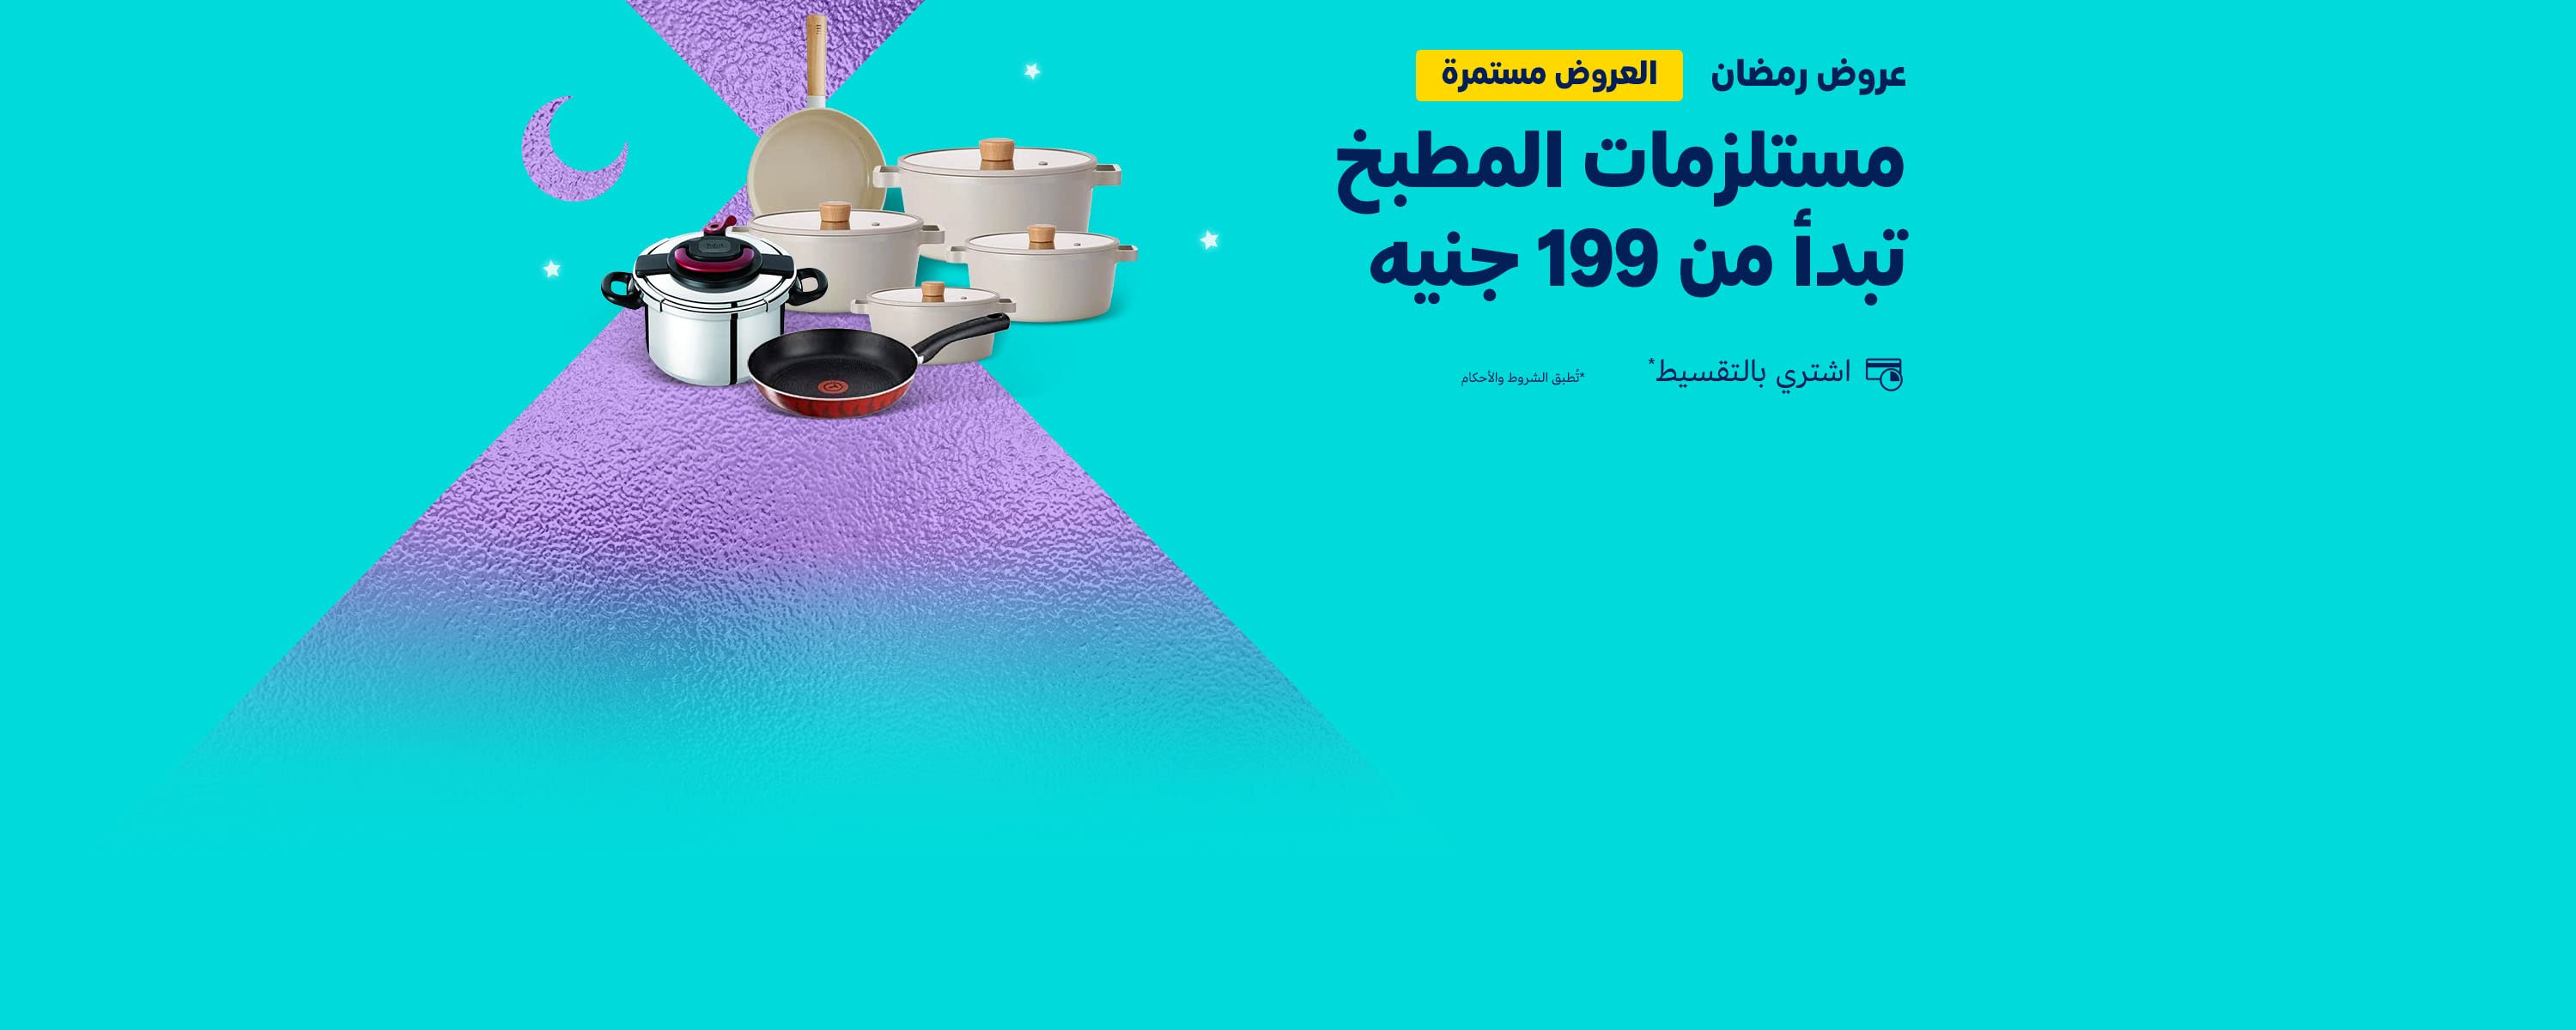 عروض رمضان العروض مستمرة
مستلزمات المطبخ
تبدأ من 199 جنيه
اشتري بالتقسيط* *تُطبق الشروط والأحكام